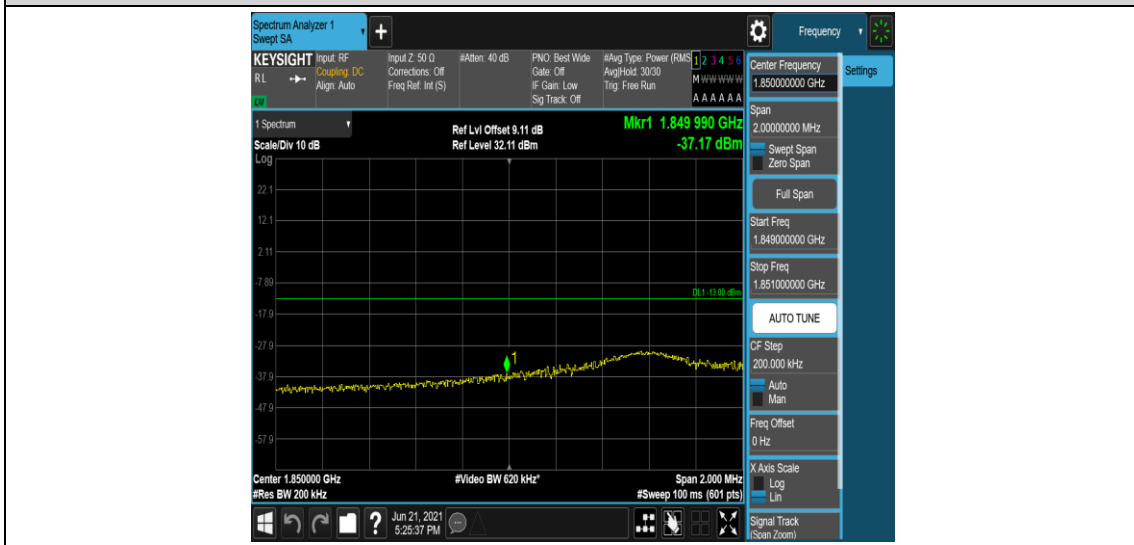 Spectrum Analyzer 1
Swept SA
+
Frequency
KEYSIGHT
RL
LXI
Input: RF
Coupling: DC
Align: Auto
Input Z: 50 Ω
Corrections: Off
Freq Ref: Int (S)
#Atten: 40 dB
PNO: Best Wide
Gate: Off
IF Gain: Low
Sig Track: Off
#Avg Type: Power (RMS
Avg|Hold: 30/30
Trig: Free Run
1 2 3 4 5 6
M W W W W W
A A A A A A
1 Spectrum
Scale/Div 10 dB
Ref Lvl Offset 9.11 dB
Ref Level 32.11 dBm
Mkr1 1.849 990 GHz
-37.17 dBm
Log
22.1
12.1
2.11
-7.89
DL1 -13.00 dBm
-17.9
-27.9
1
-37.9
-47.9
-57.9
Center 1.850000 GHz
#Video BW 620 kHz*
Span 2.000 MHz
#Res BW 200 kHz
#Sweep 100 ms (601 pts)
Jun 21, 2021
5:25:37 PM
?
Center Frequency
1.850000000 GHz
Settings
Span
2.00000000 MHz
Swept Span
Zero Span
Full Span
Start Freq
1.849000000 GHz
Stop Freq
1.851000000 GHz
AUTO TUNE
CF Step
200.000 kHz
Auto
Man
Freq Offset
0 Hz
X Axis Scale
Log
Lin
Signal Track
(Span Zoom)